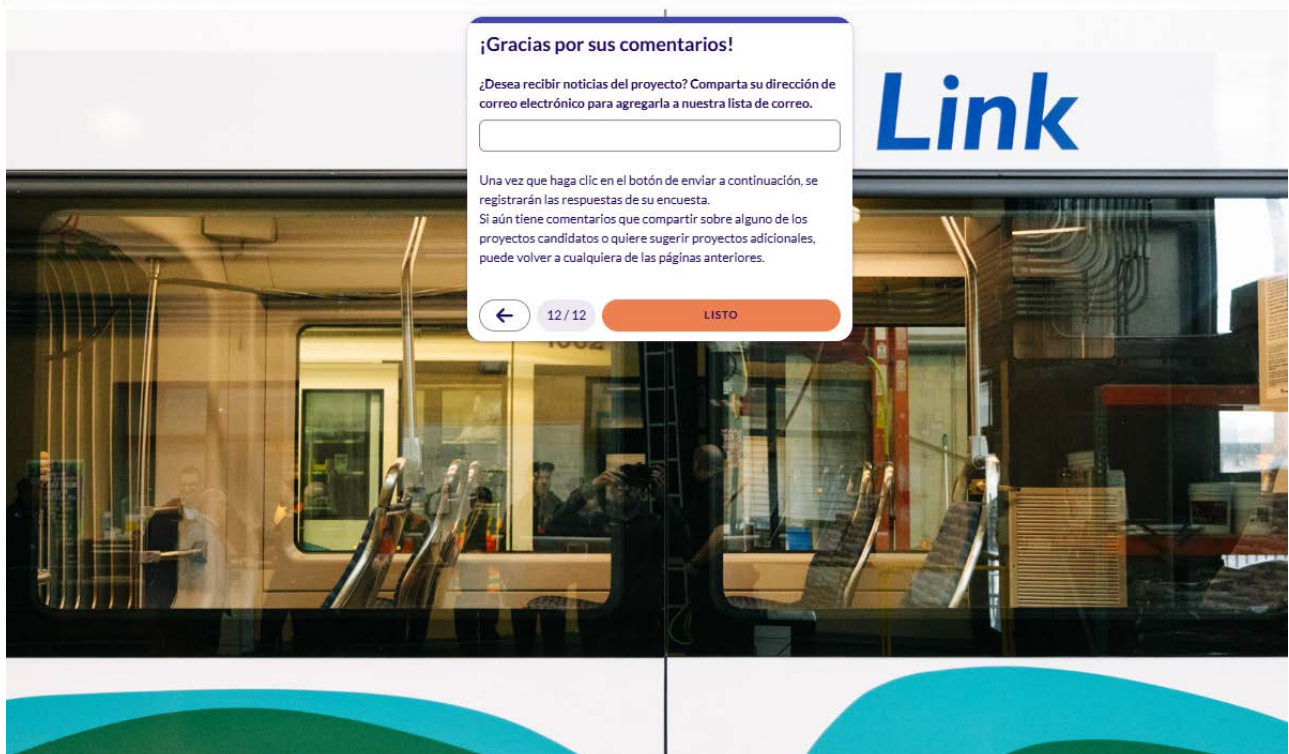 ¡Gracias por sus comentarios!
¿Desea recibir noticias del proyecto? Comparta su dirección de
correo electrónico para agregarla a nuestra lista de correo.
Link
Una vez que haga clic en el botón de enviar a continuación, se
registrarán las respuestas de su encuesta.
Si aún tiene comentarios que compartir sobre alguno de los
proyectos candidatos o quiere sugerir proyectos adicionales,
puede volver a cualquiera de las páginas anteriores.
12 / 12
LISTO